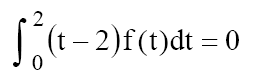 ∫₀²(t − 2)f(t)dt = 0